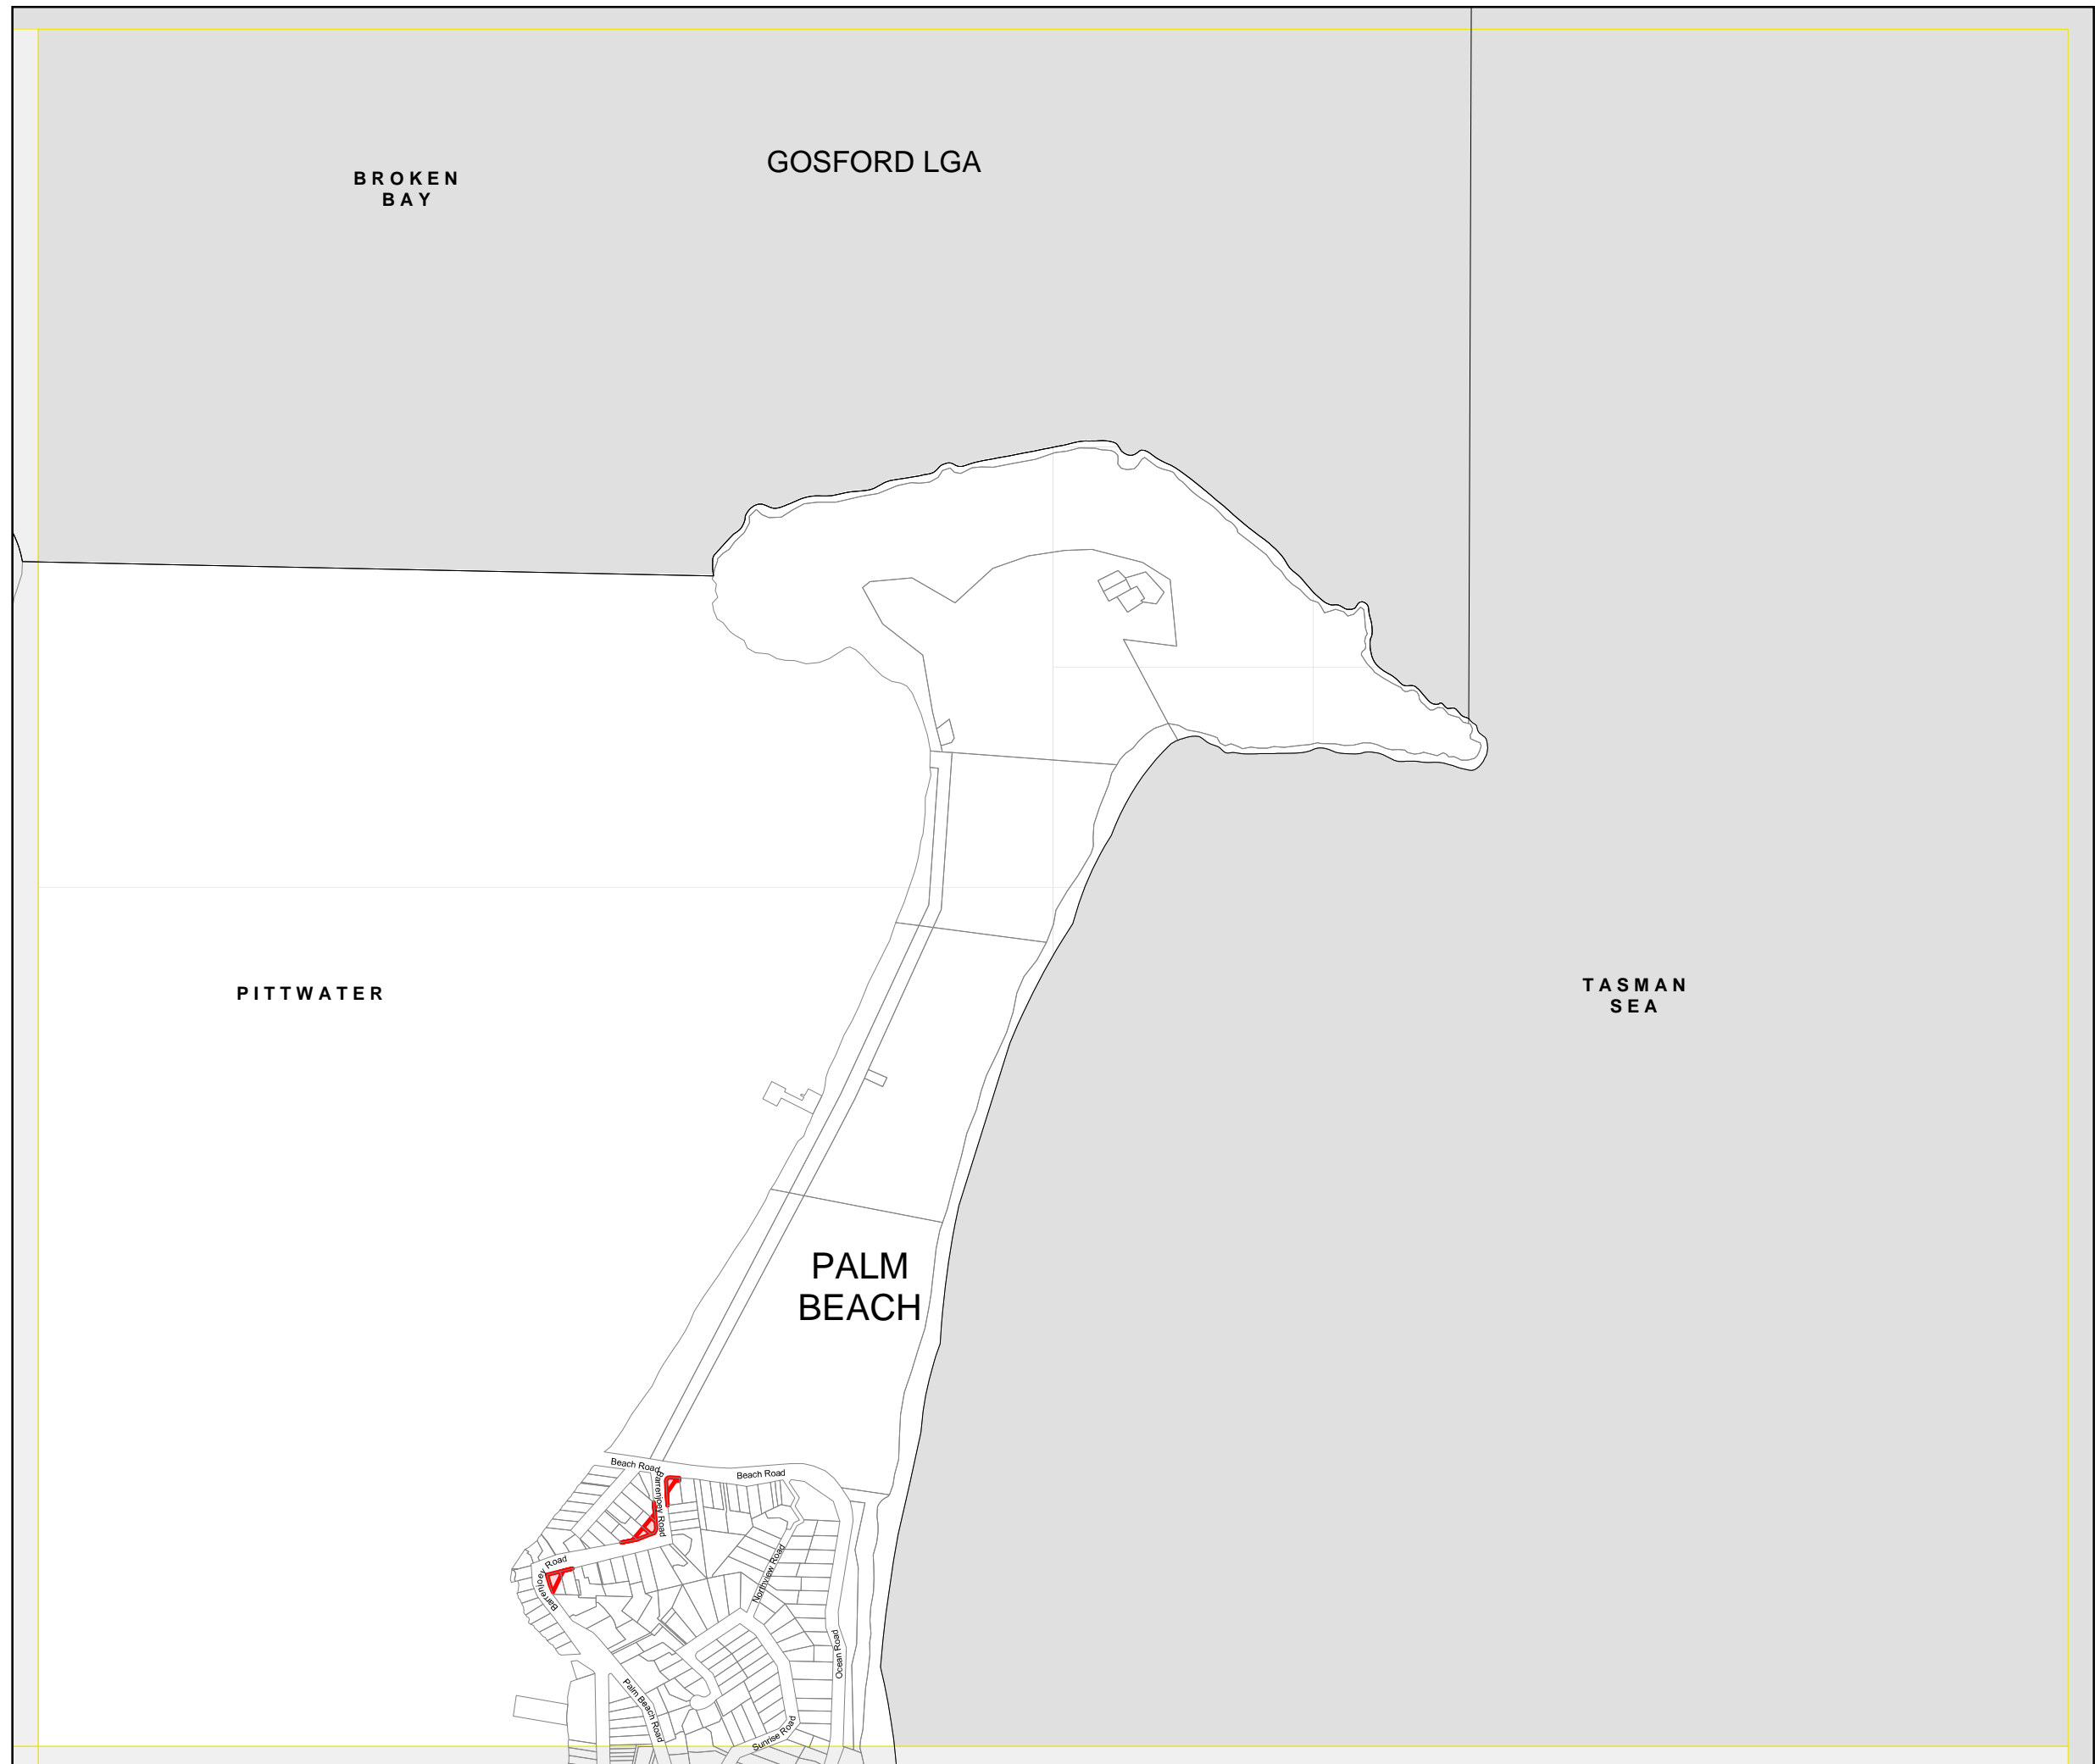 GOSFORD LGA
BROKEN
BAY
PITTWATER
TASMAN
SEA
PALM
BEACH
Beach Road
Beach Road
Barrenjoey Road
Road
Barrenjoey
Northview Road
Ocean Road
Palm Beach Road
Sunrise Road